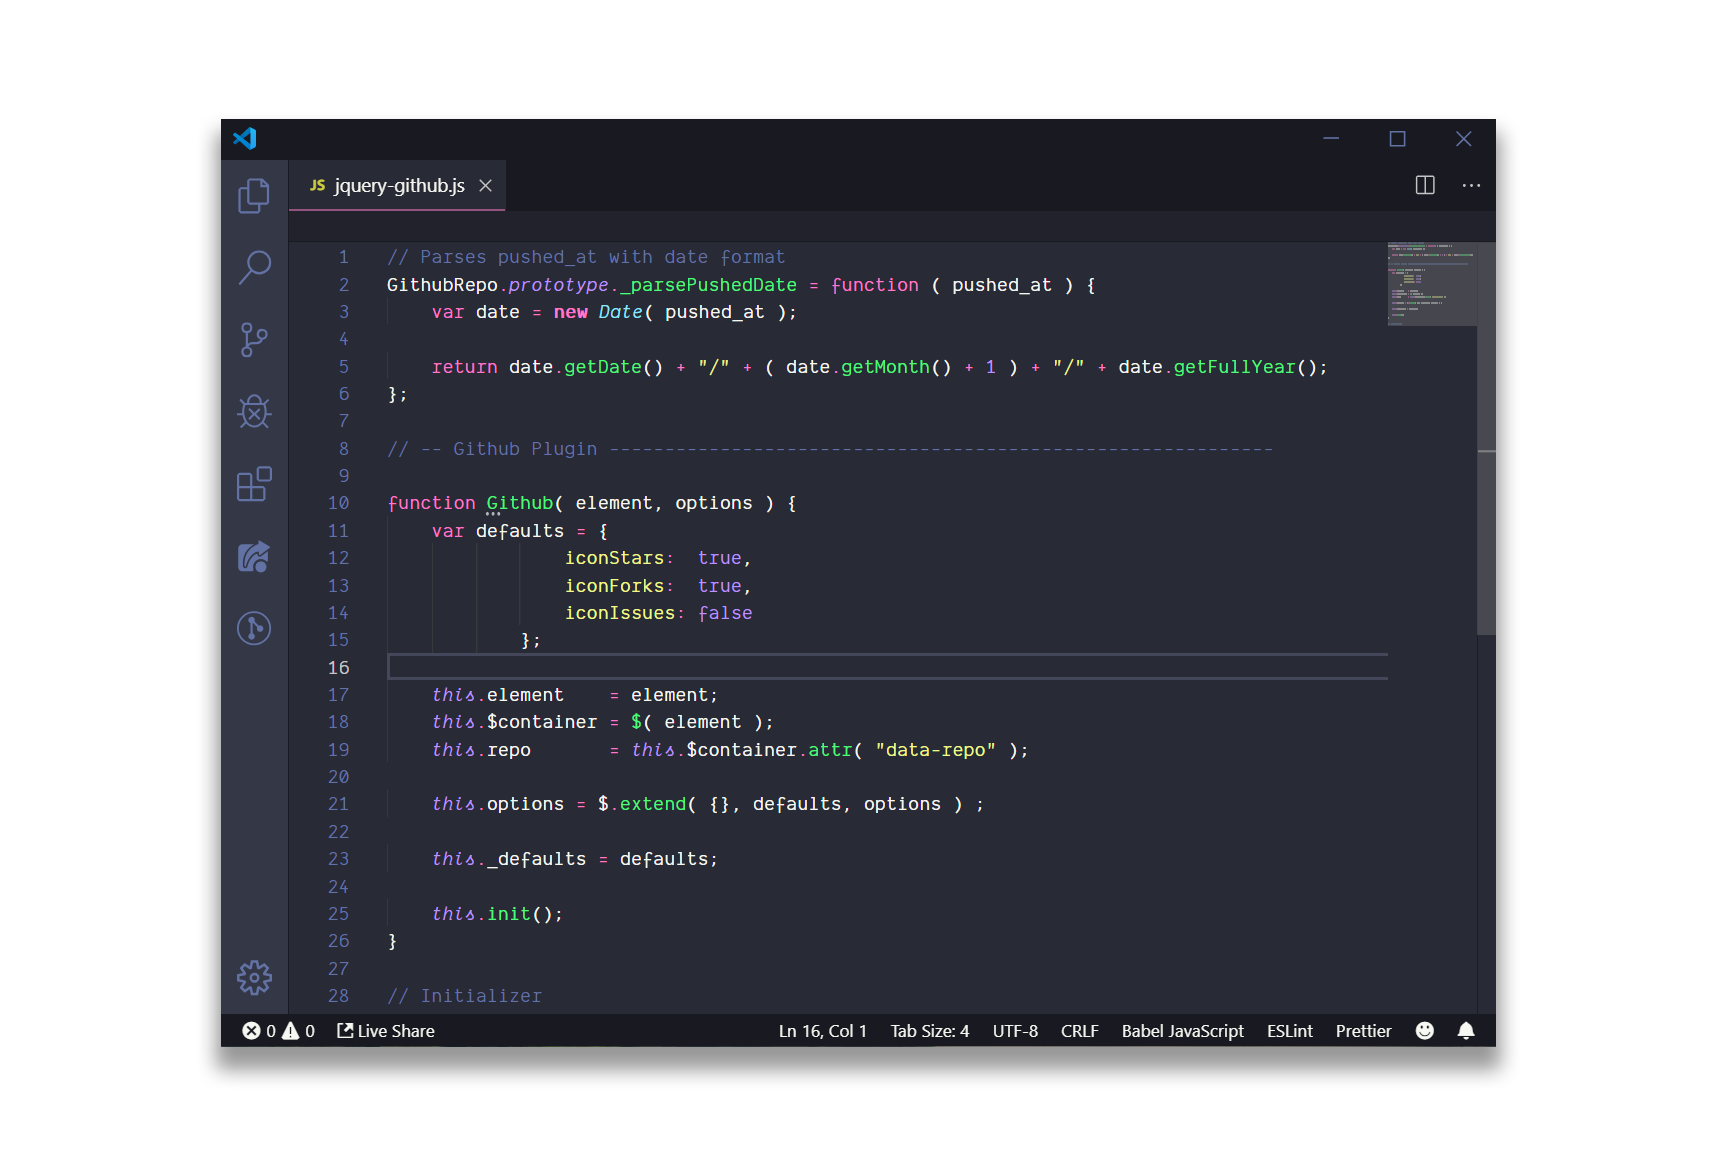 JS jquery-github.js
1 // Parses pushed_at with date format
2 GithubRepo.prototype._parsePushedDate = function ( pushed_at ) {
3     var date = new Date( pushed_at );
4
5     return date.getDate() + "/" + ( date.getMonth() + 1 ) + "/" + date.getFullYear();
6 };
7
8 // -- Github Plugin ------------------------------------------------------------
9
10 function Github( element, options ) {
11     var defaults = {
12                 iconStars:  true,
13                 iconForks:  true,
14                 iconIssues: false
15             };
16
17     this.element    = element;
18     this.$container = $( element );
19     this.repo       = this.$container.attr( "data-repo" );
20
21     this.options = $.extend( {}, defaults, options ) ;
22
23     this._defaults = defaults;
24
25     this.init();
26 }
27
28 // Initializer
0 0 Live Share Ln 16, Col 1 Tab Size: 4 UTF-8 CRLF Babel JavaScript ESLint Prettier